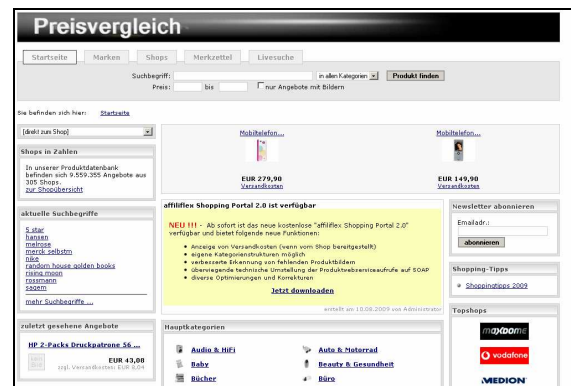 Preisvergleich
Startseite Marken Shops Merkzettel Livesuche
Suchbegriff: in allen Kategorien Produkt finden
Preis: bis nur Angebote mit Bildern
Sie befinden sich hier: Startseite
[direkt zum Shop]
Shops in Zahlen
In unserer Produktdatenbank
befinden sich 9.559.355 Angebote aus
305 Shops.
zur Shopübersicht
aktuelle Suchbegriffe
5 star
hansen
melrose
merck selbstm
nike
random house golden books
rising moon
rossmann
sagem
mehr Suchbegriffe ...
zuletzt gesehene Angebote
HP 2-Packs Druckpatrone 56 ...
EUR 43,08
zzgl. Versandkosten: EUR 8,04
Mobiltelefon...
EUR 279,90
Versandkosten
Mobiltelefon...
EUR 149,90
Versandkosten
affiliflex Shopping Portal 2.0 ist verfügbar
NEU !!! - Ab sofort ist das neue kostenlose "affiliflex Shopping Portal 2.0"
verfügbar und bietet folgende neue Funktionen:
Anzeige von Versandkosten (wenn vom Shop bereitgestellt)
eigene Kategorienstrukturen möglich
verbesserte Erkennung von fehlenden Produktbildern
überwiegende technische Umstellung der Produktwebserviceaufrufe auf SOAP
diverse Optimierungen und Korrekturen
Jetzt downloaden
erstellt am 10.08.2009 von Administrator
Hauptkategorien
Audio & HiFi
Auto & Motorrad
Baby
Beauty & Gesundheit
Bücher
Büro
Newsletter abonnieren
Emailadr.:
abonnieren
Shopping-Tipps
Shoppingtipps 2009
Topshops
maxdome
vodafone
MEDION